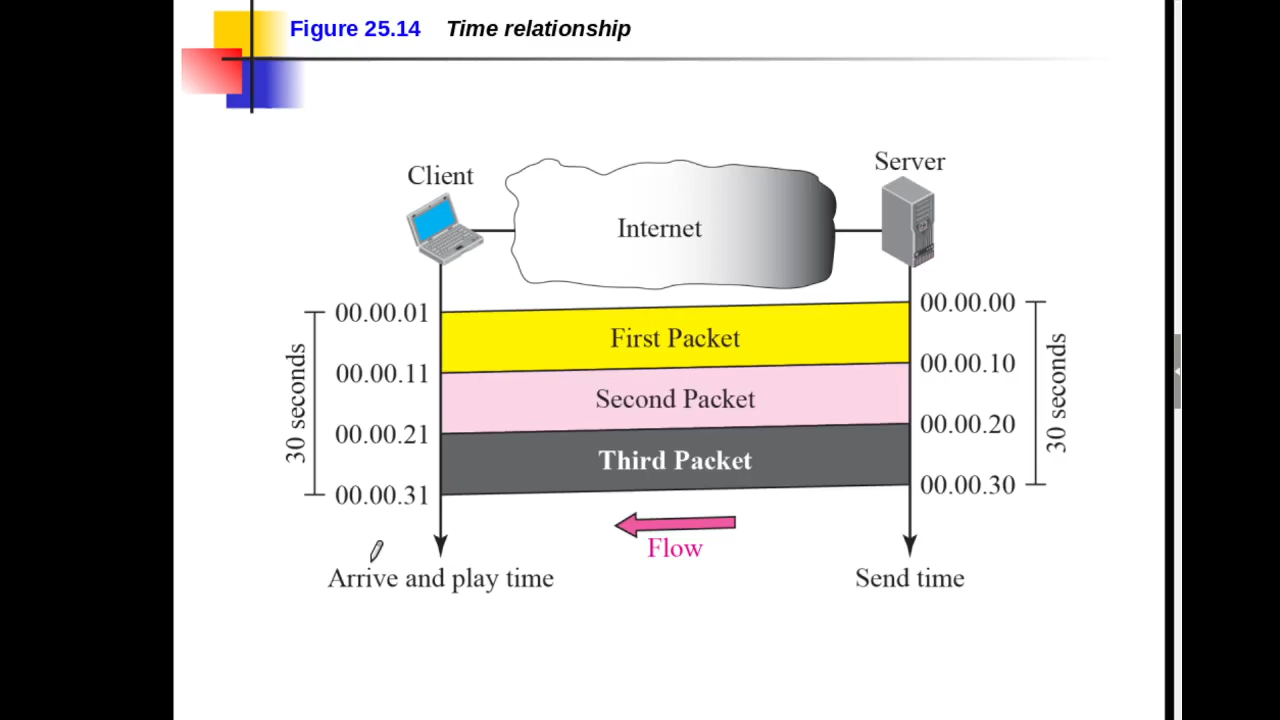 Figure 25.14 Time relationship
Client
Server
Internet
00.00.01
00.00.00
First Packet
00.00.11
00.00.10
Second Packet
00.00.21
00.00.20
Third Packet
00.00.31
00.00.30
30 seconds
30 seconds
Flow
Arrive and play time
Send time